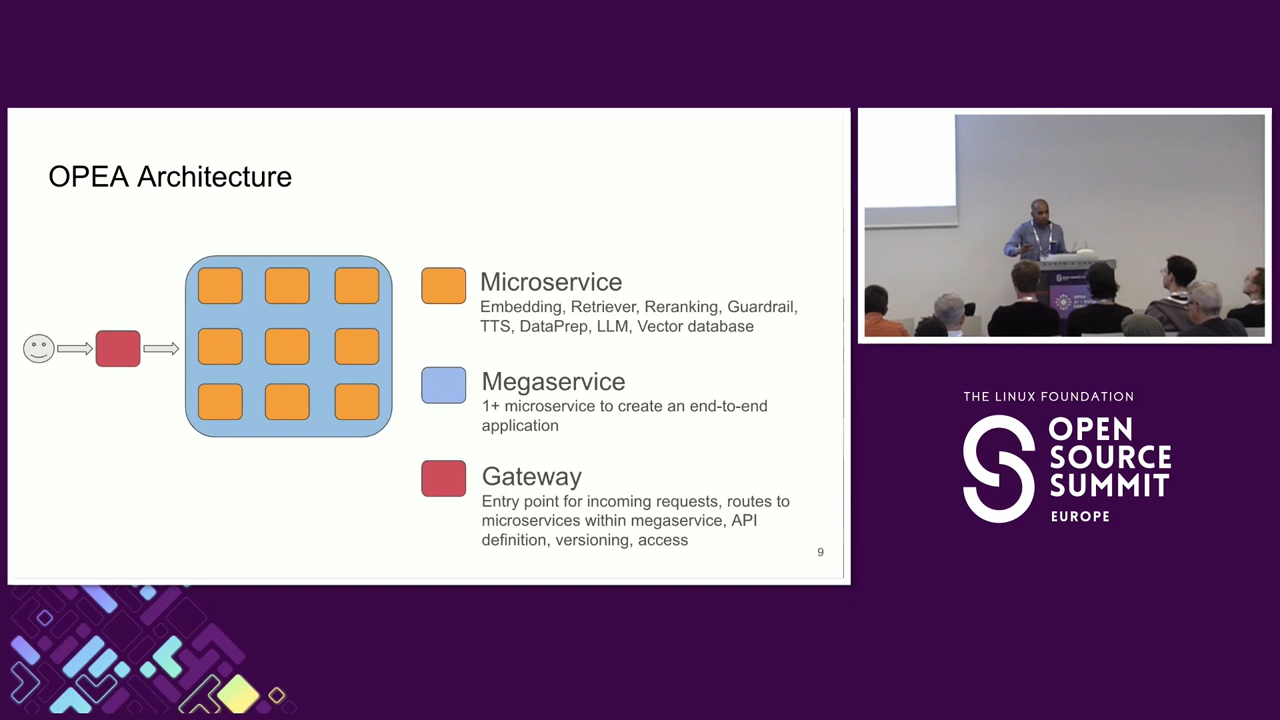 OPEA Architecture
Microservice
Embedding, Retriever, Reranking, Guardrail,
TTS, DataPrep, LLM, Vector database
Megaservice
1+ microservice to create an end-to-end
application
Gateway
Entry point for incoming requests, routes to
microservices within megaservice, API
definition, versioning, access
9
THE LINUX FOUNDATION
OPEN
SOURCE
SUMMIT
EUROPE